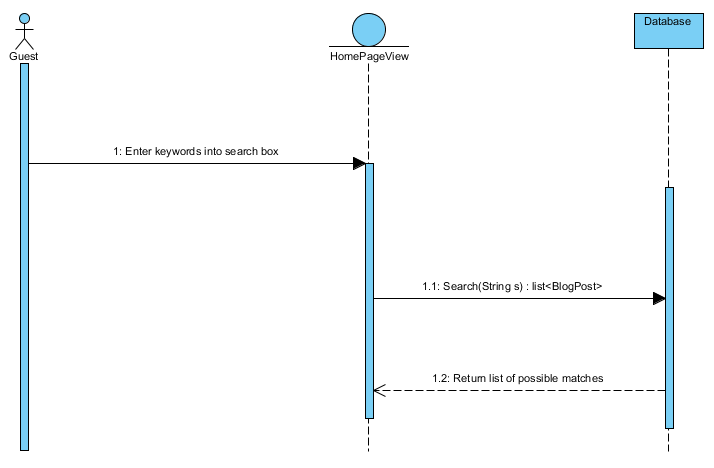 Guest
HomePageView
Database
1: Enter keywords into search box
1.1: Search(String s) : list<BlogPost>
1.2: Return list of possible matches